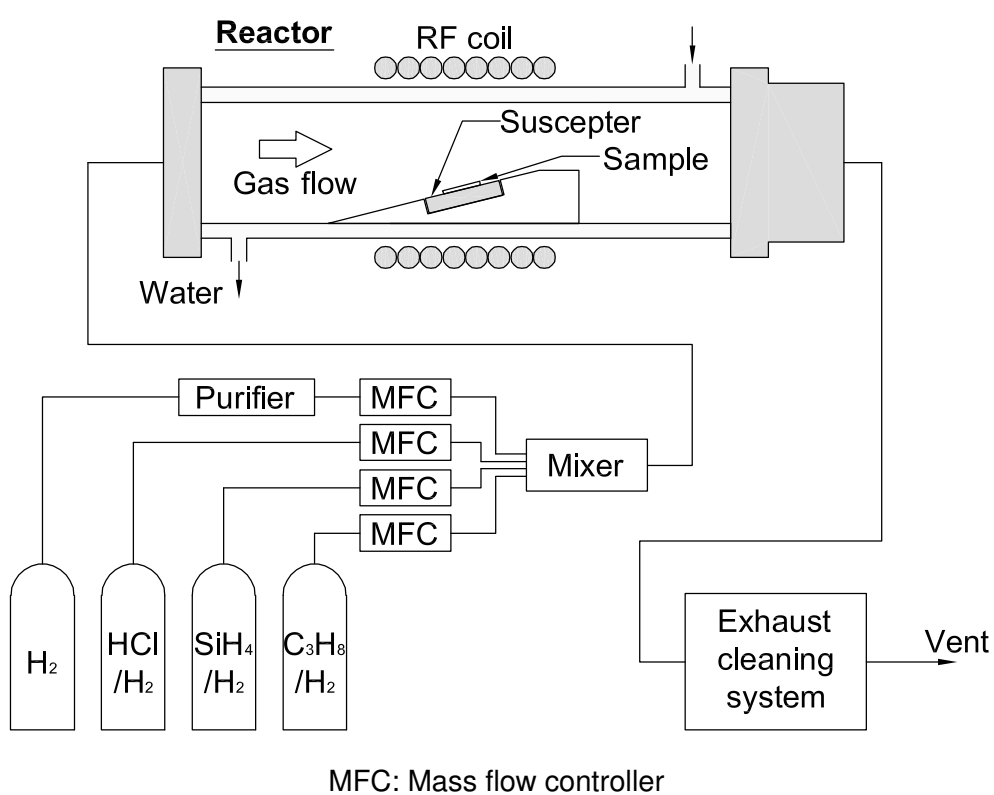 Reactor
RF coil
Suscepter
Sample
Gas flow
Water
Purifier
MFC
MFC
MFC
MFC
Mixer
H₂
HCl
/H₂
SiH₄
/H₂
C₃H₈
/H₂
Exhaust
cleaning
system
Vent
MFC: Mass flow controller